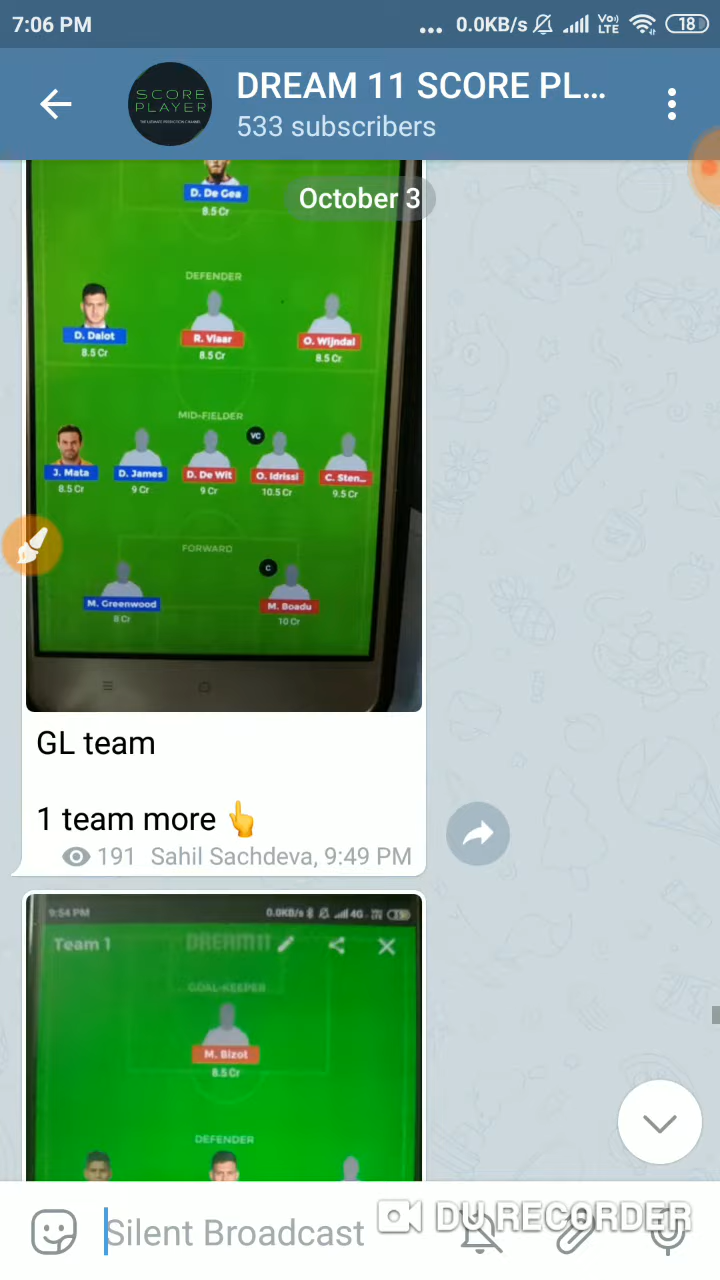 7:06 PM
... 0.0KB/s Vo)) LTE 18
SCORE
PLAYER
DREAM 11 SCORE PL...
533 subscribers
D. De Gea
October 3
8.5 Cr
DEFENDER
D. Dalot
R. Vlaar
O. Wijndal
8.5 Cr
8.5 Cr
8.5 Cr
MID-FIELDER
VC
J. Mata
D. James
D. De Wit
O. Idrissi
C. Sten...
8.5 Cr
9 Cr
9 Cr
10.5 Cr
9.5 Cr
FORWARD
C
M. Greenwood
M. Boadu
8 Cr
10 Cr
GL team
1 team more 👆
191 Sahil Sachdeva, 9:49 PM
9:54 PM
0.0KB/s 4G
Team 1
DREAM11
GOAL-KEEPER
M. Bizot
8.5 Cr
DEFENDER
Silent Broadcast
DU RECORDER